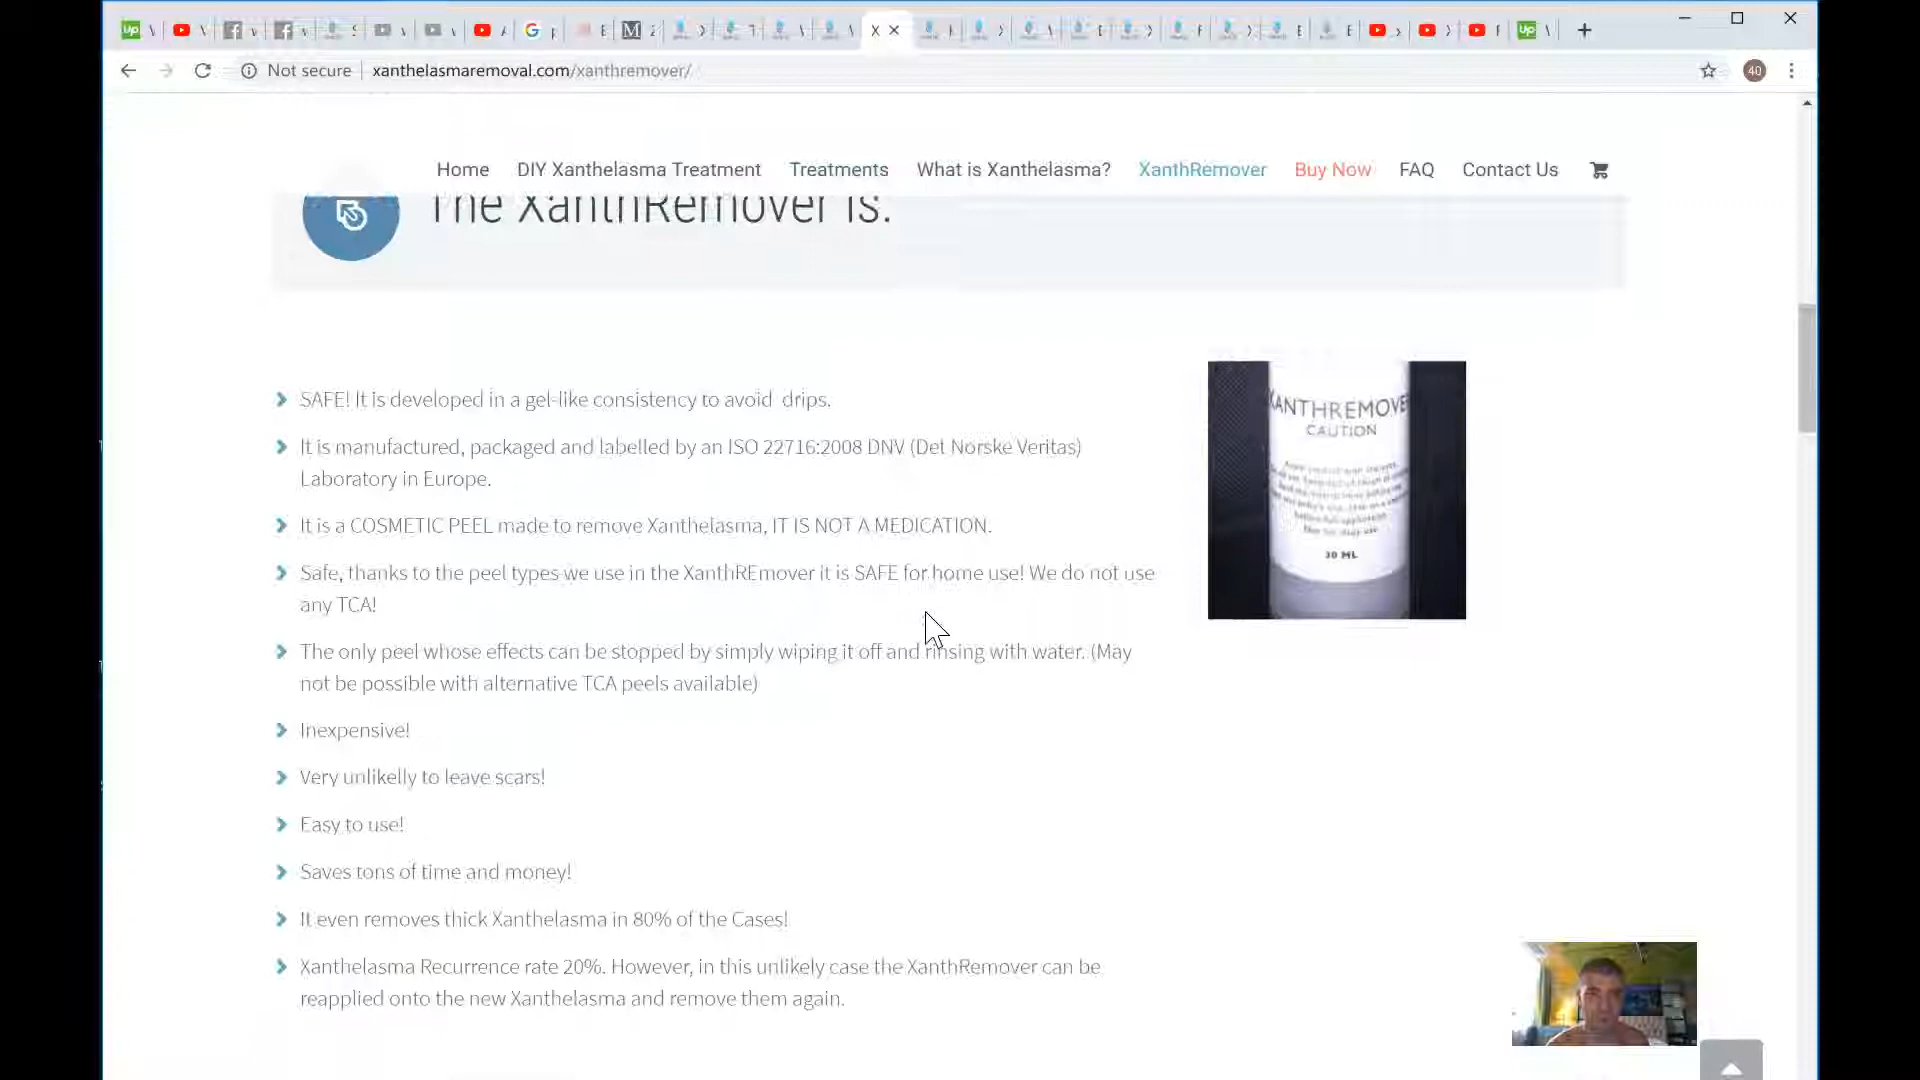 Not secure
xanthelasmaremoval.com/xanthremover/
40
Home
DIY Xanthelasma Treatment
Treatments
What is Xanthelasma?
XanthRemover
Buy Now
FAQ
Contact Us
The XanthRemover is:
SAFE! It is developed in a gel-like consistency to avoid drips.
It is manufactured, packaged and labelled by an ISO 22716:2008 DNV (Det Norske Veritas)
Laboratory in Europe.
It is a COSMETIC PEEL made to remove Xanthelasma, IT IS NOT A MEDICATION.
Safe, thanks to the peel types we use in the XanthREmover it is SAFE for home use! We do not use
any TCA!
The only peel whose effects can be stopped by simply wiping it off and rinsing with water. (May
not be possible with alternative TCA peels available)
Inexpensive!
Very unlikelly to leave scars!
Easy to use!
Saves tons of time and money!
It even removes thick Xanthelasma in 80% of the Cases!
Xanthelasma Recurrence rate 20%. However, in this unlikely case the XanthRemover can be
reapplied onto the new Xanthelasma and remove them again.
XANTHREMOVE
CAUTION
30 ML